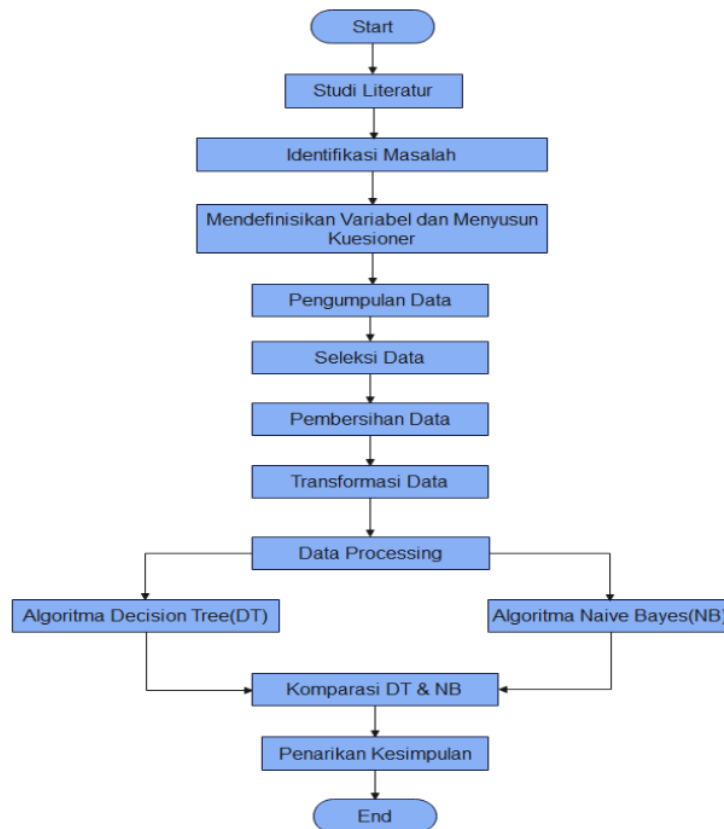 Start
Studi Literatur
Identifikasi Masalah
Mendefinisikan Variabel dan Menyusun
Kuesioner
Pengumpulan Data
Seleksi Data
Pembersihan Data
Transformasi Data
Data Processing
Algoritma Decision Tree(DT)
Algoritma Naive Bayes(NB)
Komparasi DT & NB
Penarikan Kesimpulan
End